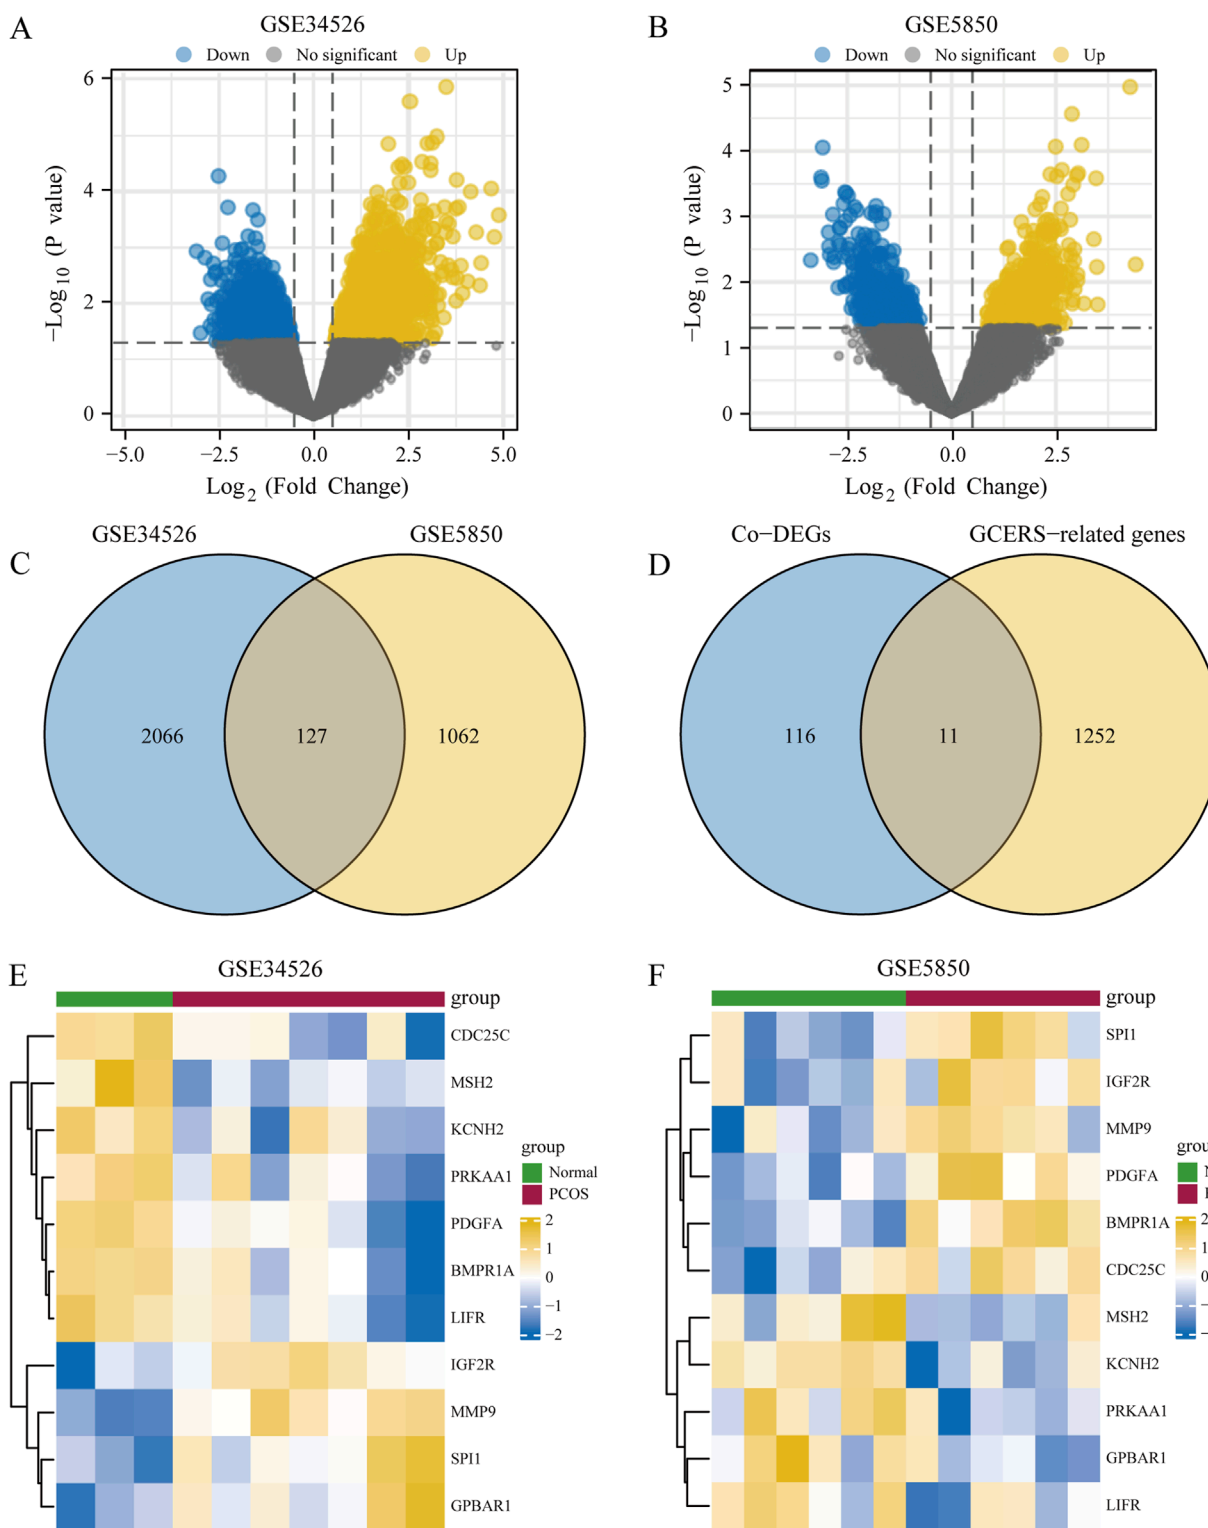 A
GSE34526
Down No significant Up
−Log10 (P value)
6
4
2
0
−5.0 −2.5 0.0 2.5 5.0
Log2 (Fold Change)
B
GSE5850
Down No significant Up
−Log10 (P value)
5
4
3
2
1
0
−2.5 0.0 2.5
Log2 (Fold Change)
C
GSE34526 GSE5850
2066 127 1062
D
Co−DEGs GCERS−related genes
116 11 1252
E
GSE34526
group
CDC25C
MSH2
KCNH2
PRKAA1
PDGFA
BMPR1A
LIFR
IGF2R
MMP9
SPI1
GPBAR1
group
Normal
PCOS
2
1
0
−1
−2
F
GSE5850
group
SPI1
IGF2R
MMP9
PDGFA
BMPR1A
CDC25C
MSH2
KCNH2
PRKAA1
GPBAR1
LIFR
grou
2
1
0